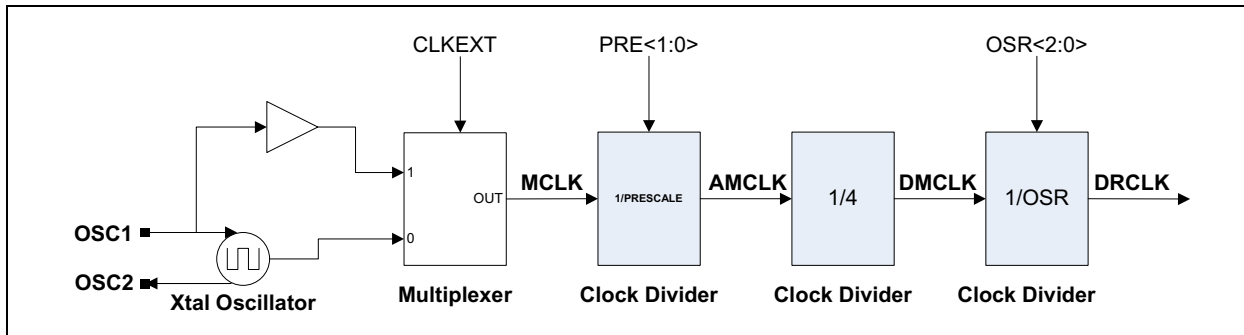 CLKEXT
PRE<1:0>
OSR<2:0>
1
0
OUT
MCLK
1/PRESCALE
AMCLK
1/4
DMCLK
1/OSR
DRCLK
OSC1
OSC2
Xtal Oscillator
Multiplexer
Clock Divider
Clock Divider
Clock Divider